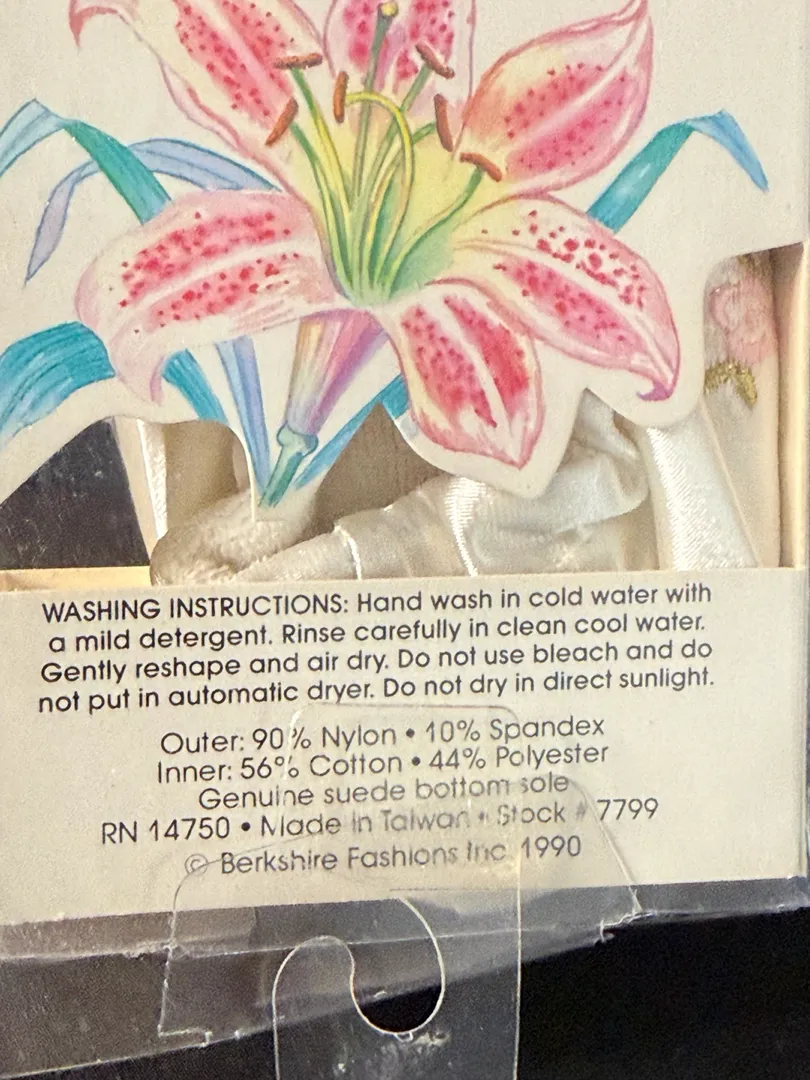 WASHING INSTRUCTIONS: Hand wash in cold water with
a mild detergent. Rinse carefully in clean cool water.
Gently reshape and air dry. Do not use bleach and do
not put in automatic dryer. Do not dry in direct sunlight.
Outer: 90% Nylon • 10% Spandex
Inner: 56% Cotton • 44% Polyester
Genuine suede bottom sole
RN 14750 • Made in Taiwan • Stock # 7799
© Berkshire Fashions Inc 1990